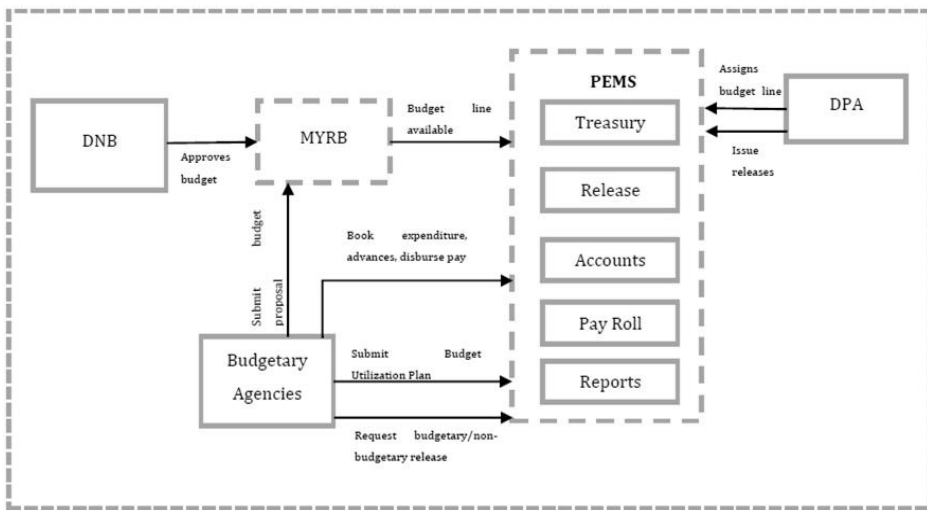 DNB
Approves
budget
MYRB
Budget line
available
PEMS
Treasury
Release
Accounts
Pay Roll
Reports
Assigns
budget line
DPA
Issue
releases
Submit budget
proposal
Book expenditure,
advances, disburse pay
Budgetary
Agencies
Submit Budget
Utilization Plan
Request budgetary/non-
budgetary release